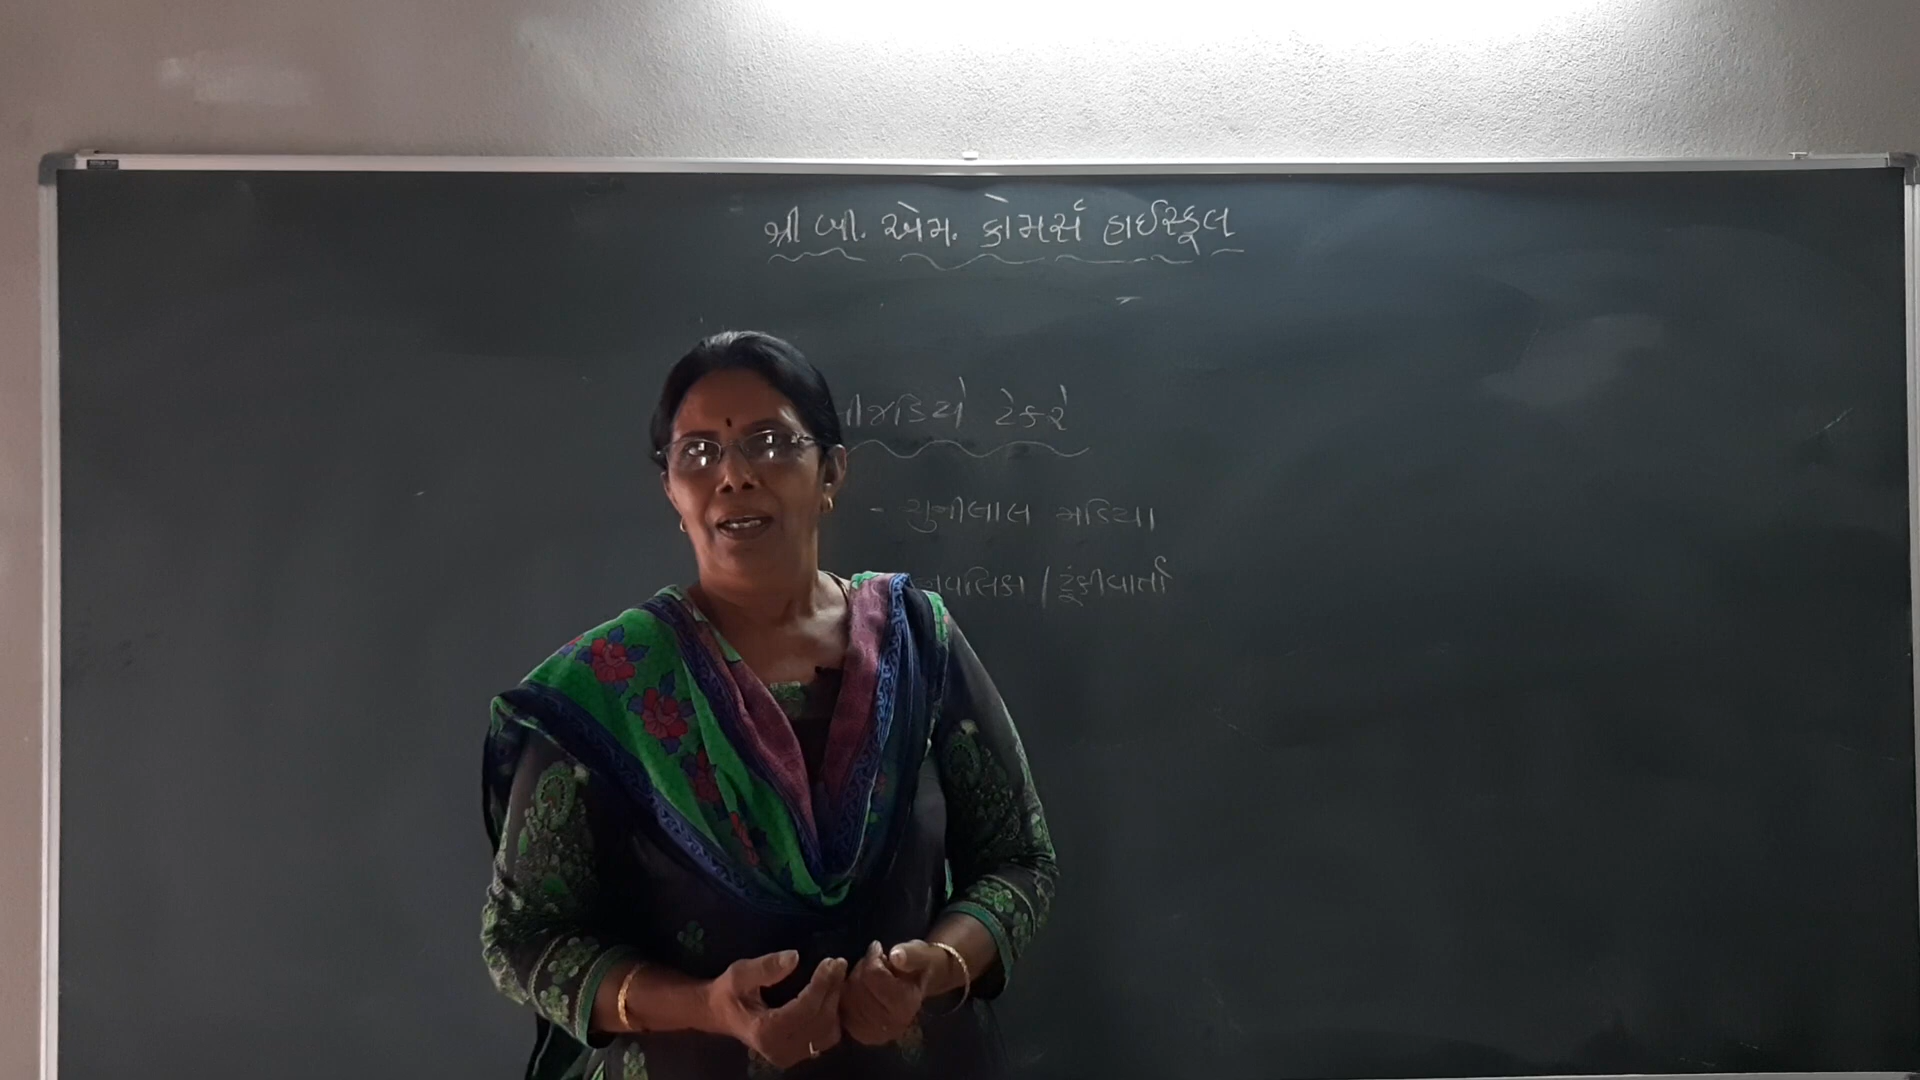 શ્રી બી. એમ. કોમર્સ હાઈસ્કૂલ
ટેકરે
- ચુનીલાલ મડિયા
/ ટૂંકીવાર્તા